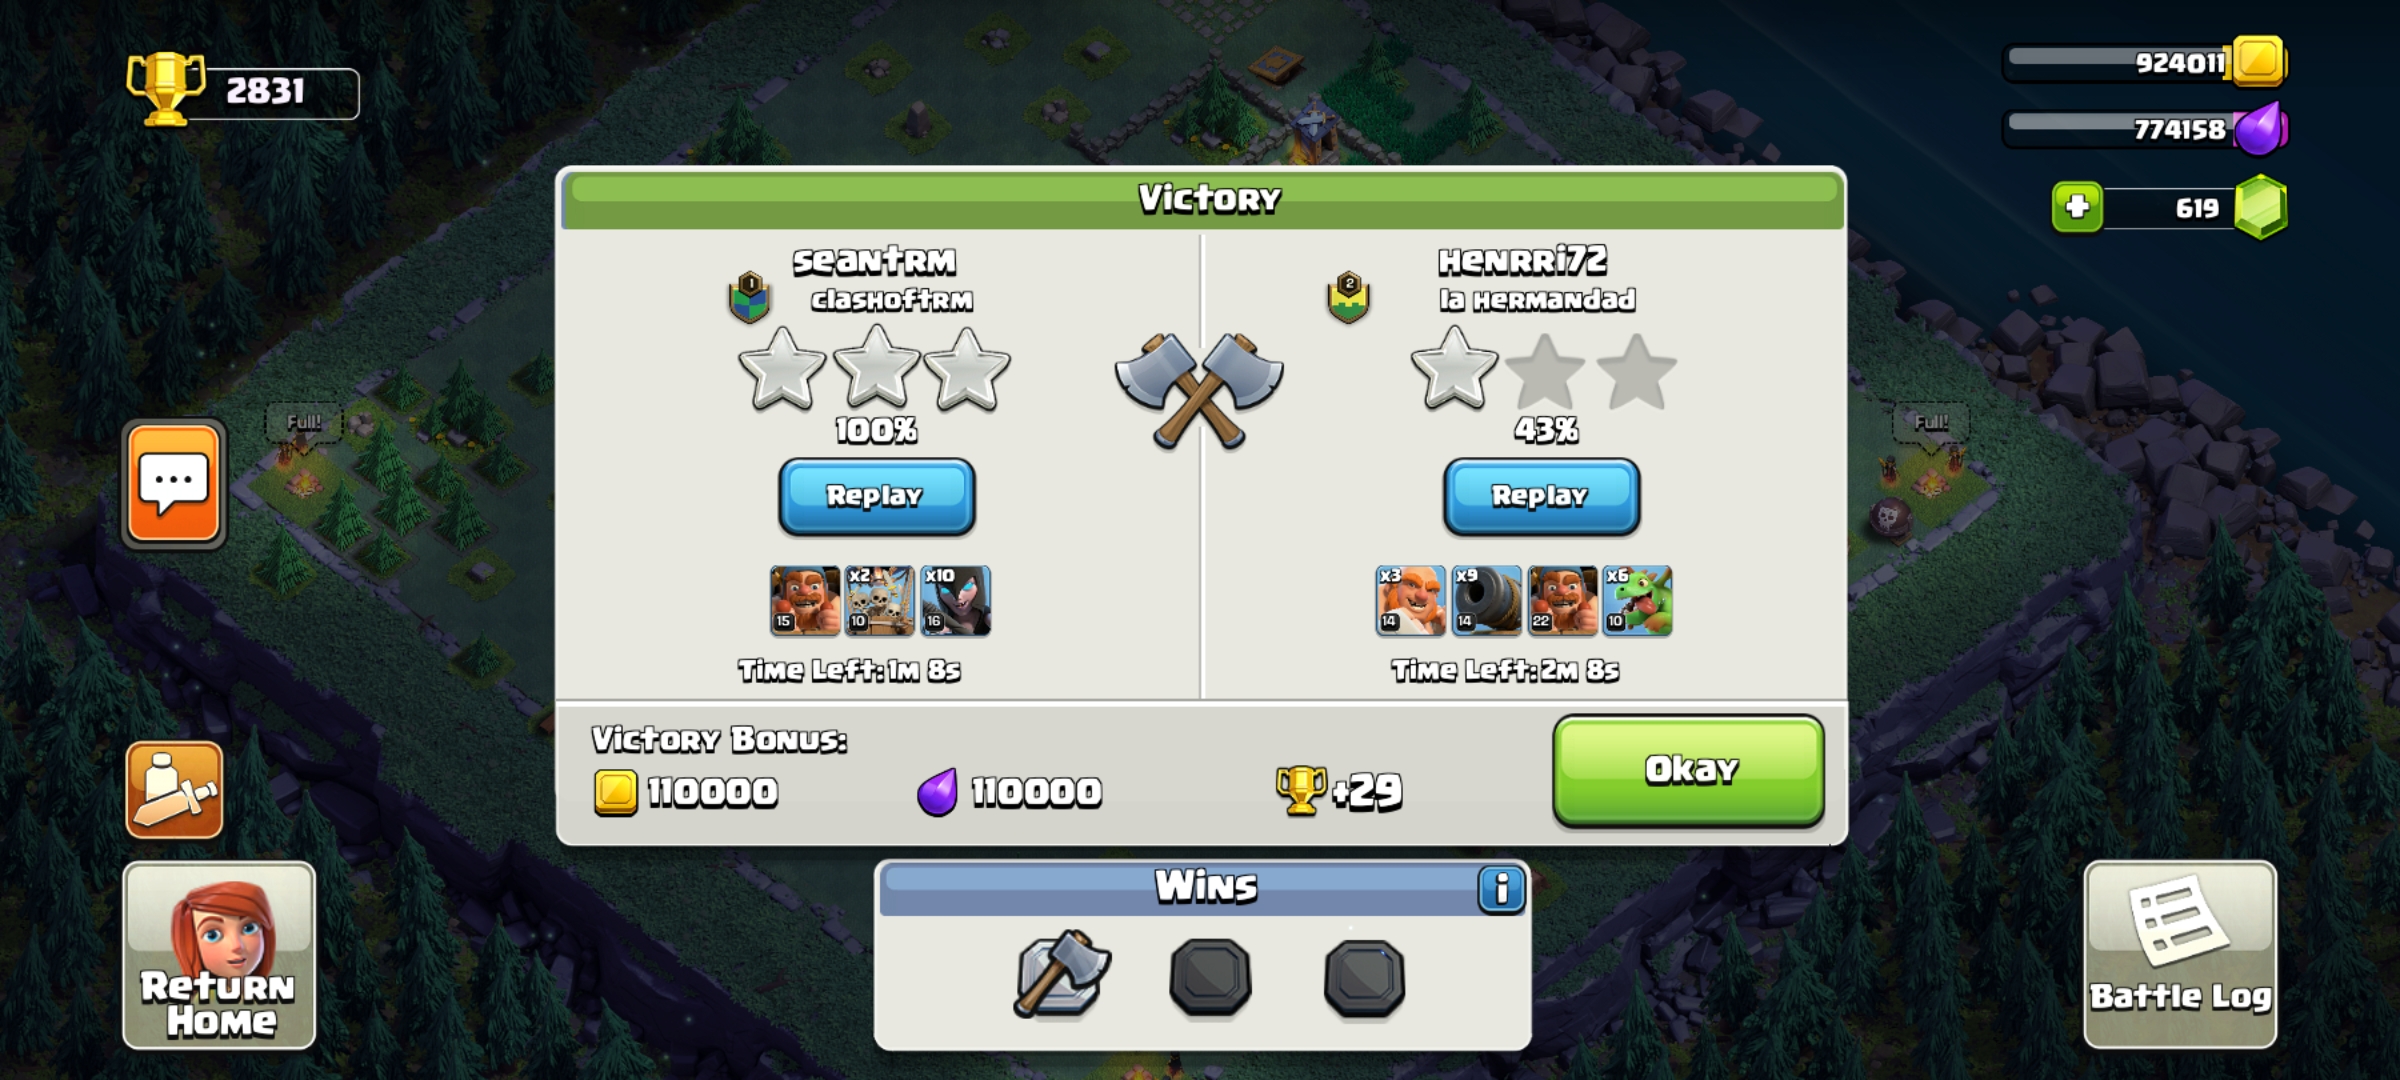 2831
924011
774158
619
Victory
seantrm
clashoftrm
1
100%
Replay
15
x2
10
x10
16
Time Left:1m 8s
Henrri72
la Hermandad
2
43%
Replay
x3
14
x9
14
22
x6
10
Time Left:2m 8s
Full!
Full!
Victory Bonus:
110000
110000
+29
Okay
Wins
i
Return
Home
Battle Log